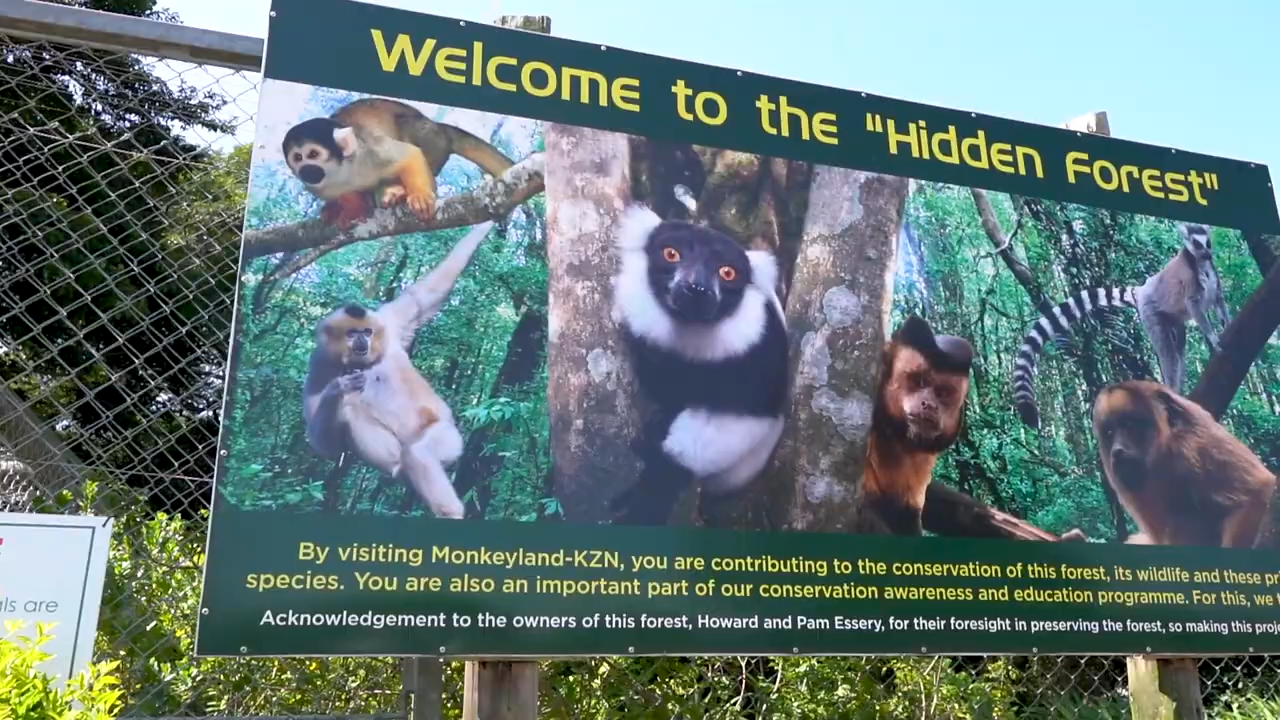 Welcome to the "Hidden Forest"
By visiting Monkeyland-KZN, you are contributing to the conservation of this forest, its wildlife and these
species. You are also an important part of our conservation awareness and education programme. For this, we
Acknowledgement to the owners of this forest, Howard and Pam Essery, for their foresight in preserving the forest, so making this
are